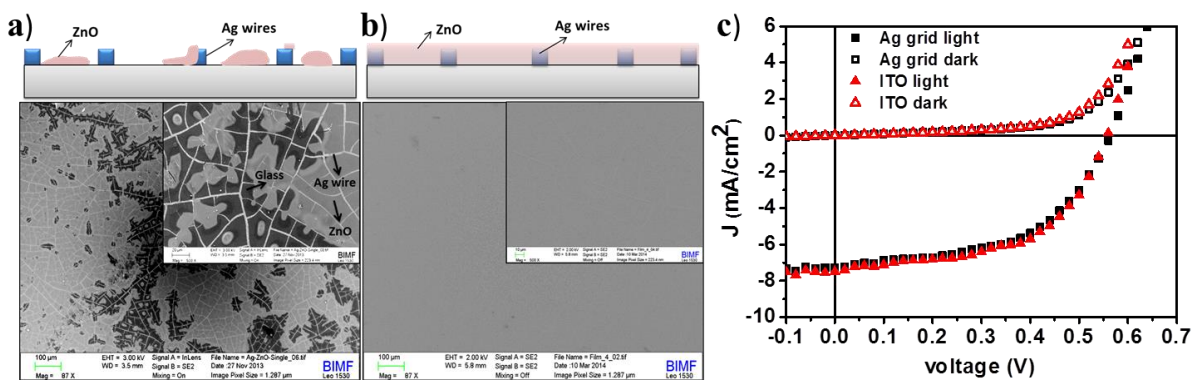 a)
ZnO
Ag wires
b)
ZnO
Ag wires
c)
Glass
Ag wire
ZnO
BIMF
Leo 1530
100 µm
Mag = 87 X
EHT = 3.00 kV
WD = 3.5 mm
Signal A = InLens
Signal B = SE2
Mixing = On
File Name = Ag-ZnO-Single_06.tif
Date :27 Nov 2013
Image Pixel Size = 1.287 µm
BIMF
Leo 1530
BIMF
Leo 1530
100 µm
Mag = 87 X
EHT = 2.00 kV
WD = 5.8 mm
Signal A = SE2
Signal B = SE2
Mixing = Off
File Name = Film_4_02.tif
Date :10 Mar 2014
Image Pixel Size = 1.287 µm
BIMF
Leo 1530
Ag grid light
Ag grid dark
ITO light
ITO dark
J (mA/cm²)
6
4
2
0
-2
-4
-6
-8
-10
-0.1 0.0 0.1 0.2 0.3 0.4 0.5 0.6 0.7
voltage (V)